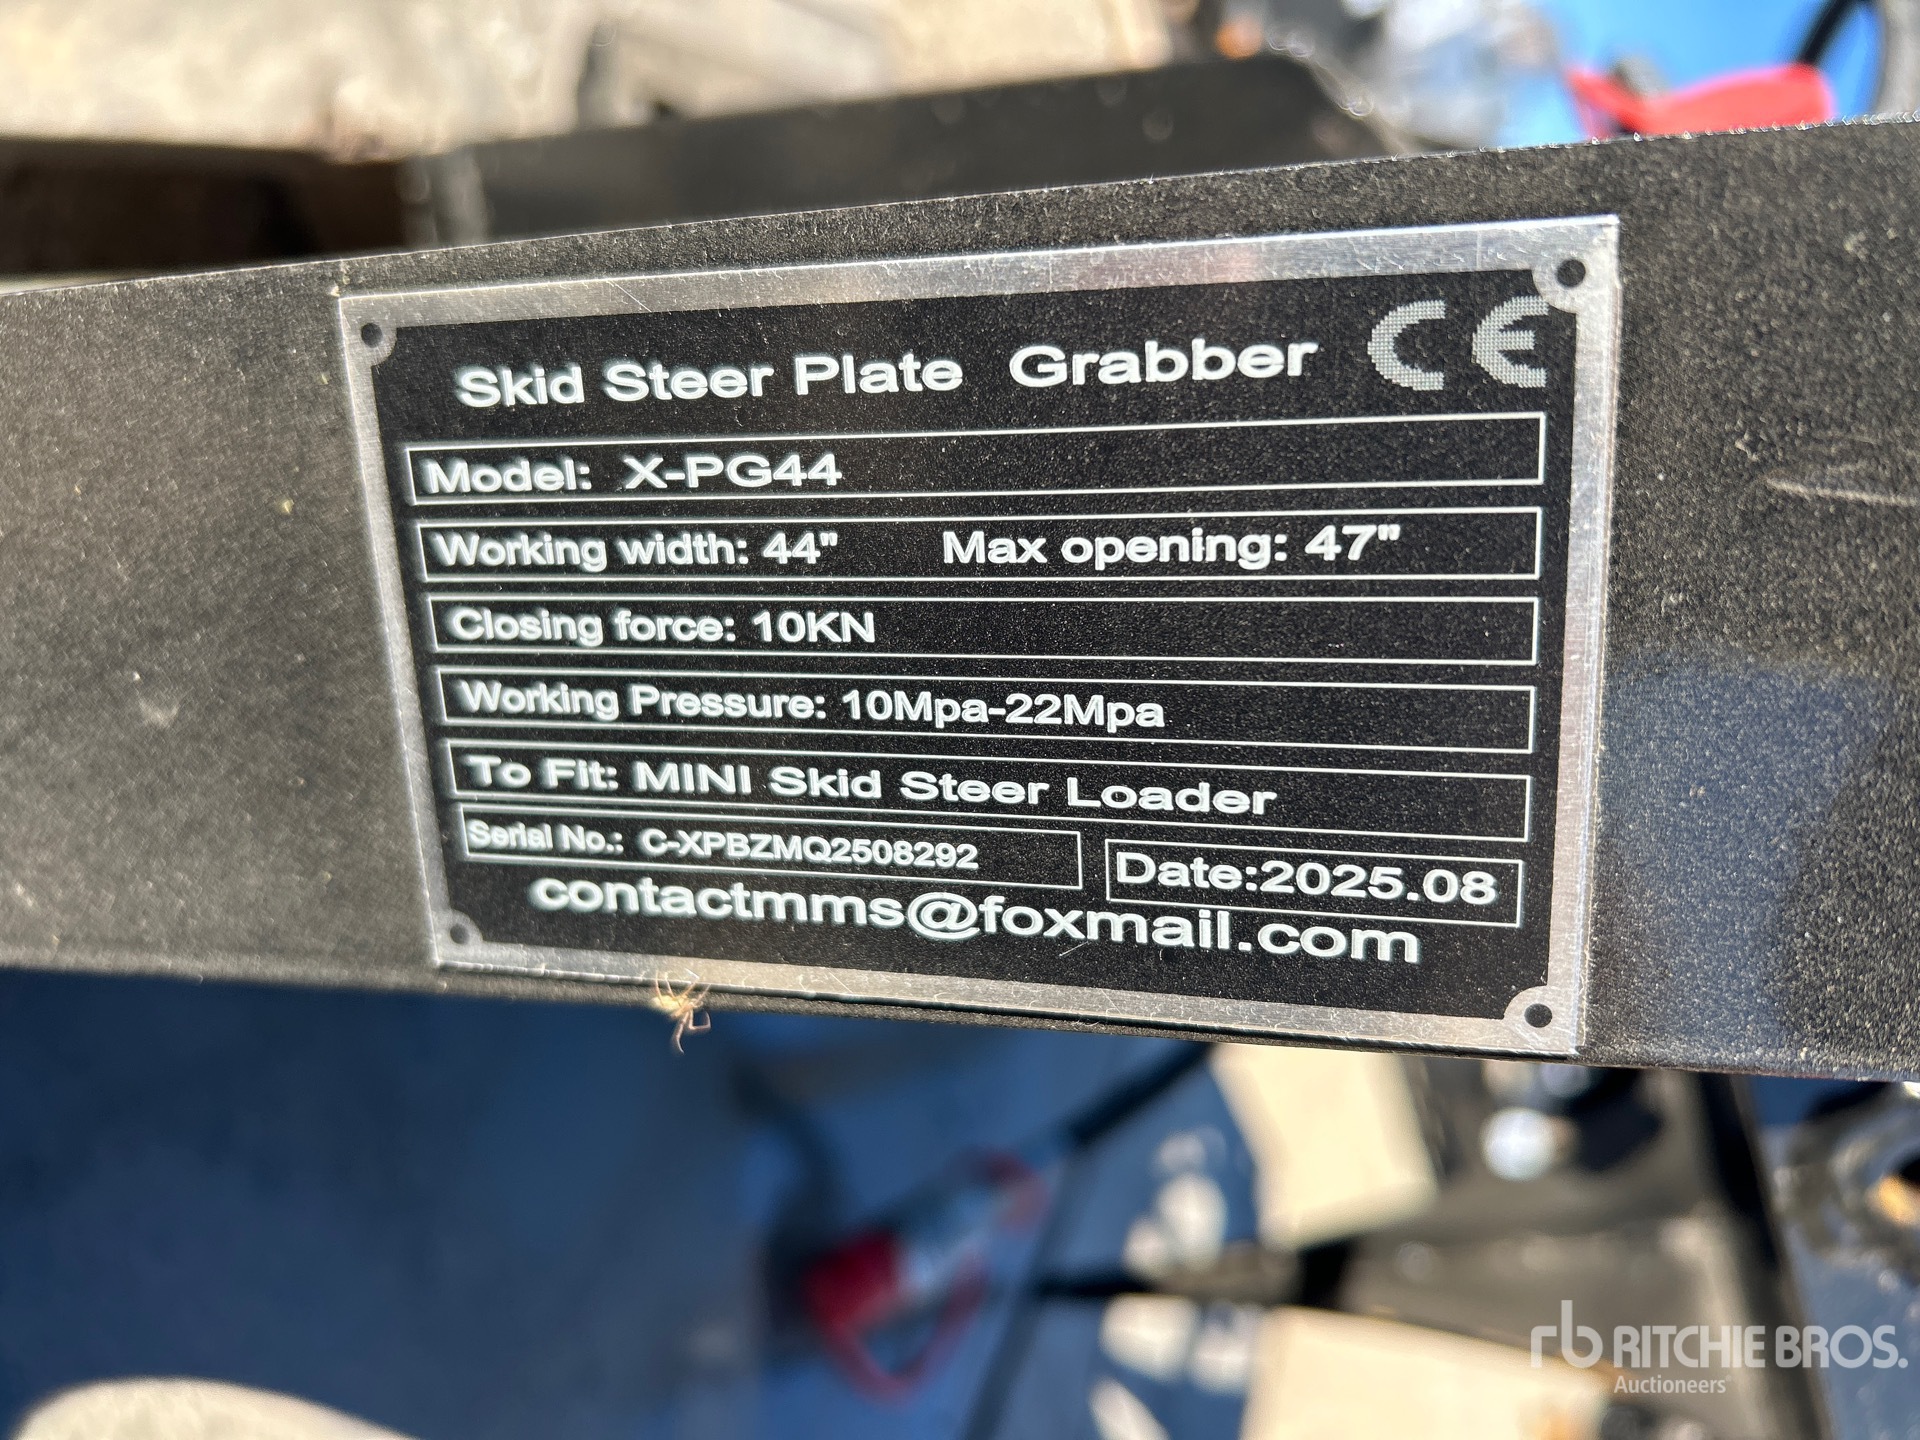 Skid Steer Plate Grabber CE
Model: X-PG44
Working width: 44" Max opening: 47"
Closing force: 10KN
Working Pressure: 10Mpa-22Mpa
To Fit: MINI Skid Steer Loader
Serial No.: C-XPBZMQ2508292
Date:2025.08
contactmms@foxmail.com
rb RITCHIE BROS.
Auctioneers